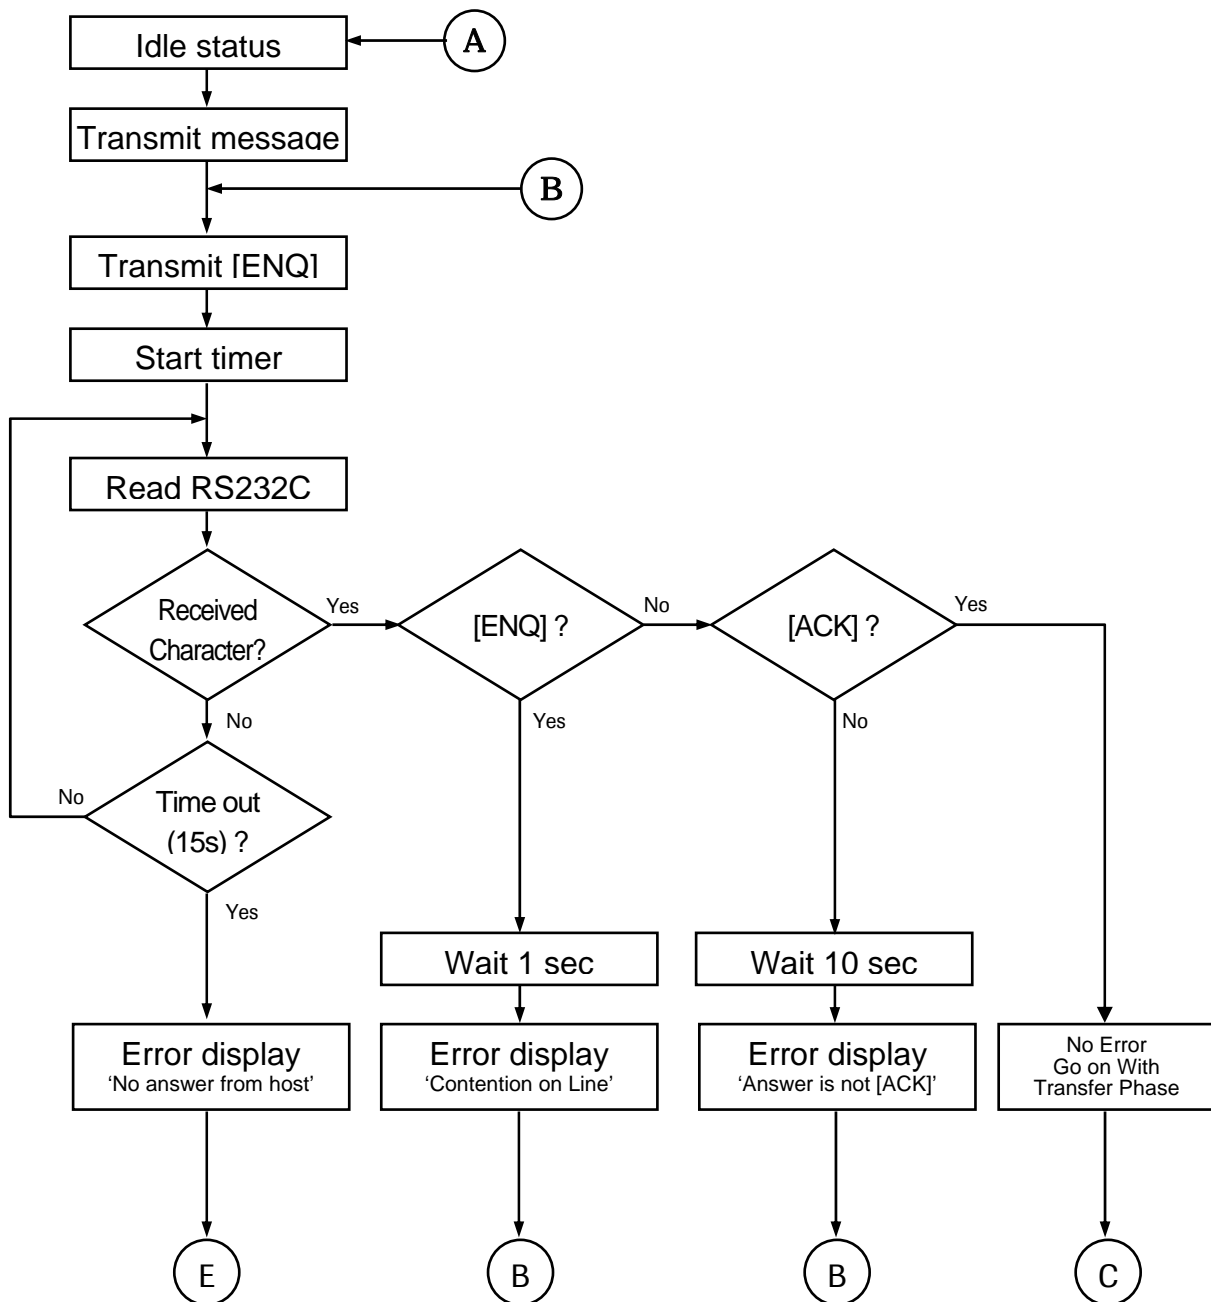 Idle status
A
Transmit message
B
Transmit [ENQ]
Start timer
Read RS232C
Received
Character?
Yes
[ENQ] ?
No
[ACK] ?
Yes
No
Yes
No
No
Time out
(15s) ?
Yes
Wait 1 sec
Wait 10 sec
Error display
'No answer from host'
Error display
‘Contention on Line’
Error display
‘Answer is not [ACK]’
No Error
Go on With
Transfer Phase
E
B
B
C